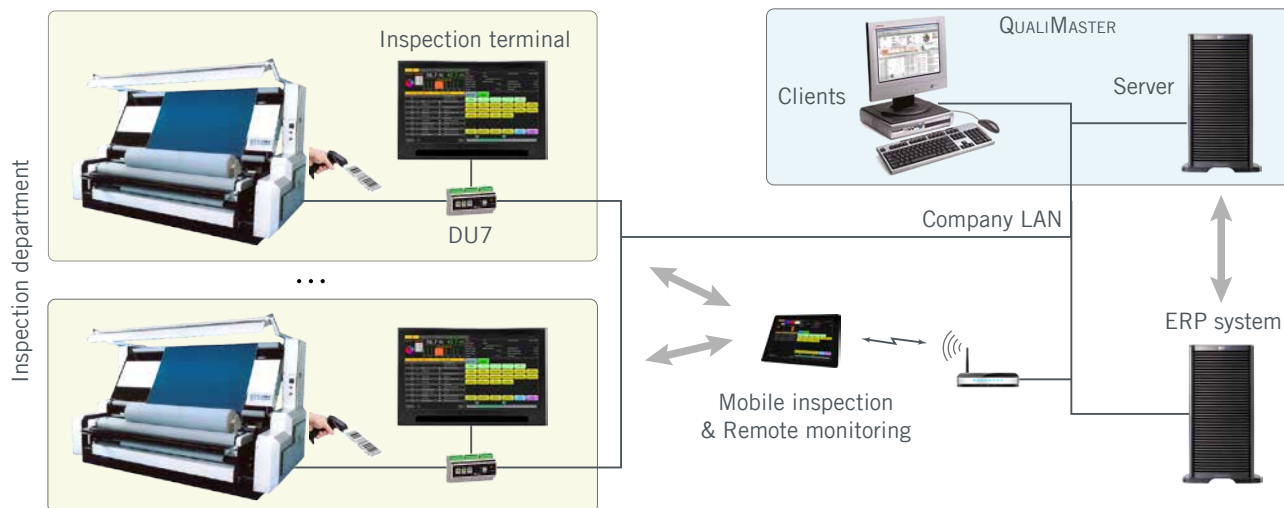 Inspection department
Inspection terminal
DU7
...
QUALIMASTER
Clients
Server
Company LAN
ERP system
Mobile inspection
& Remote monitoring